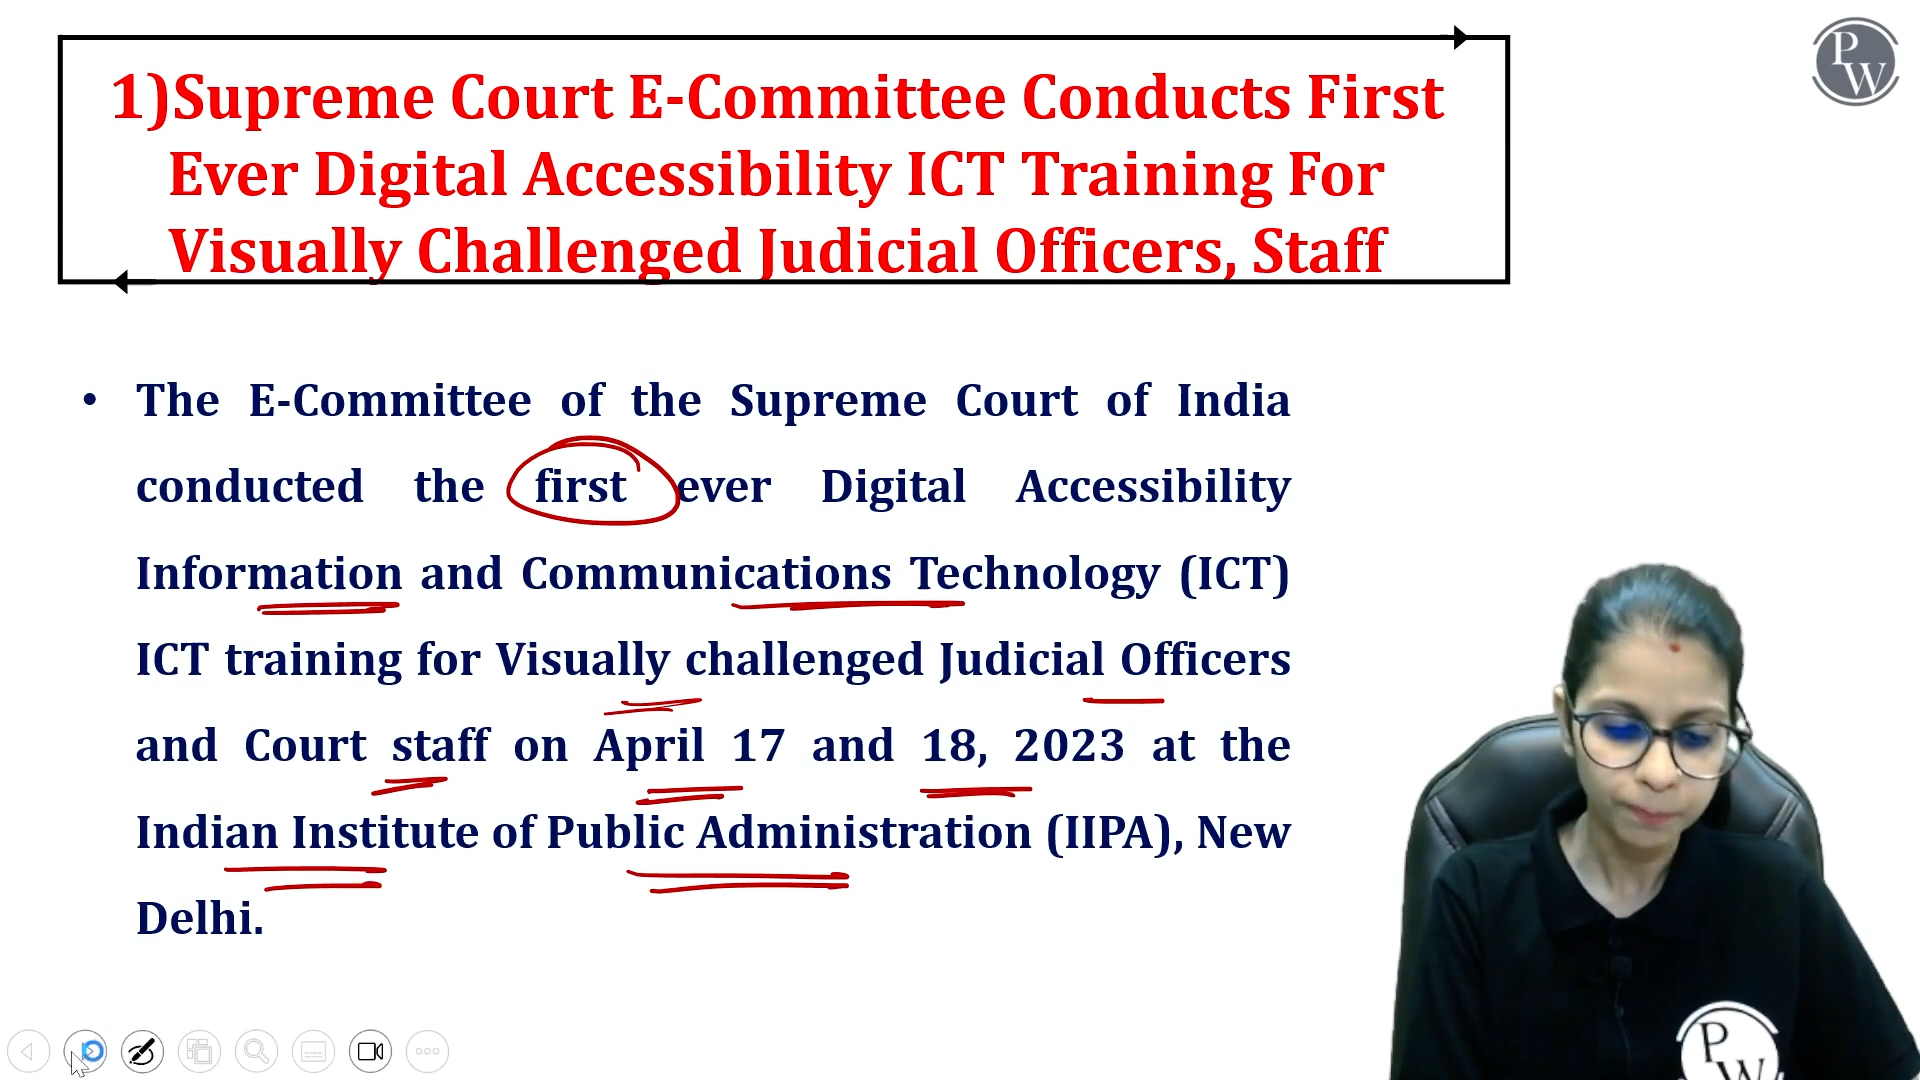 1)Supreme Court E-Committee Conducts First
Ever Digital Accessibility ICT Training For
Visually Challenged Judicial Officers, Staff
PW
• The E-Committee of the Supreme Court of India
conducted the first ever Digital Accessibility
Information and Communications Technology (ICT)
ICT training for Visually challenged Judicial Officers
and Court staff on April 17 and 18, 2023 at the
Indian Institute of Public Administration (IIPA), New
Delhi.
PW